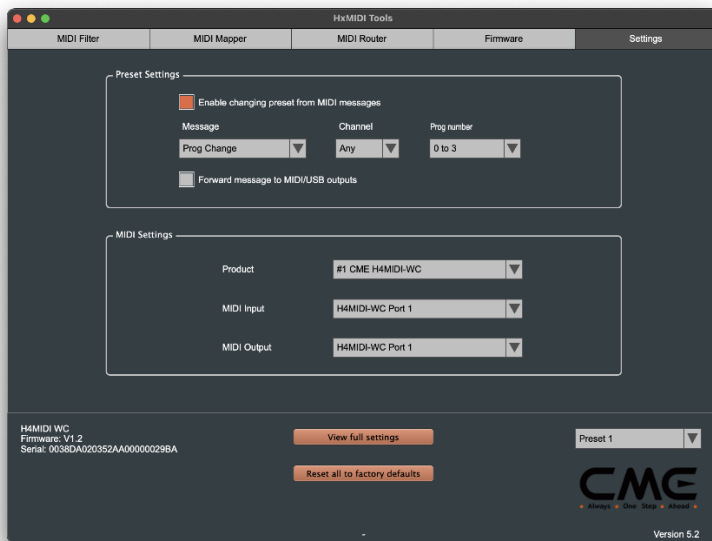 HxMIDI Tools
MIDI Filter MIDI Mapper MIDI Router Firmware Settings
Preset Settings
Enable changing preset from MIDI messages
Message Channel Prog number
Prog Change Any 0 to 3
Forward message to MIDI/USB outputs
MIDI Settings
Product #1 CME H4MIDI-WC
MIDI Input H4MIDI-WC Port 1
MIDI Output H4MIDI-WC Port 1
H4MIDI WC
Firmware: V1.2
Serial: 0038DA020352AA00000029BA
View full settings
Preset 1
Reset all to factory defaults
CME
Always One Step Ahead
-
Version 5.2